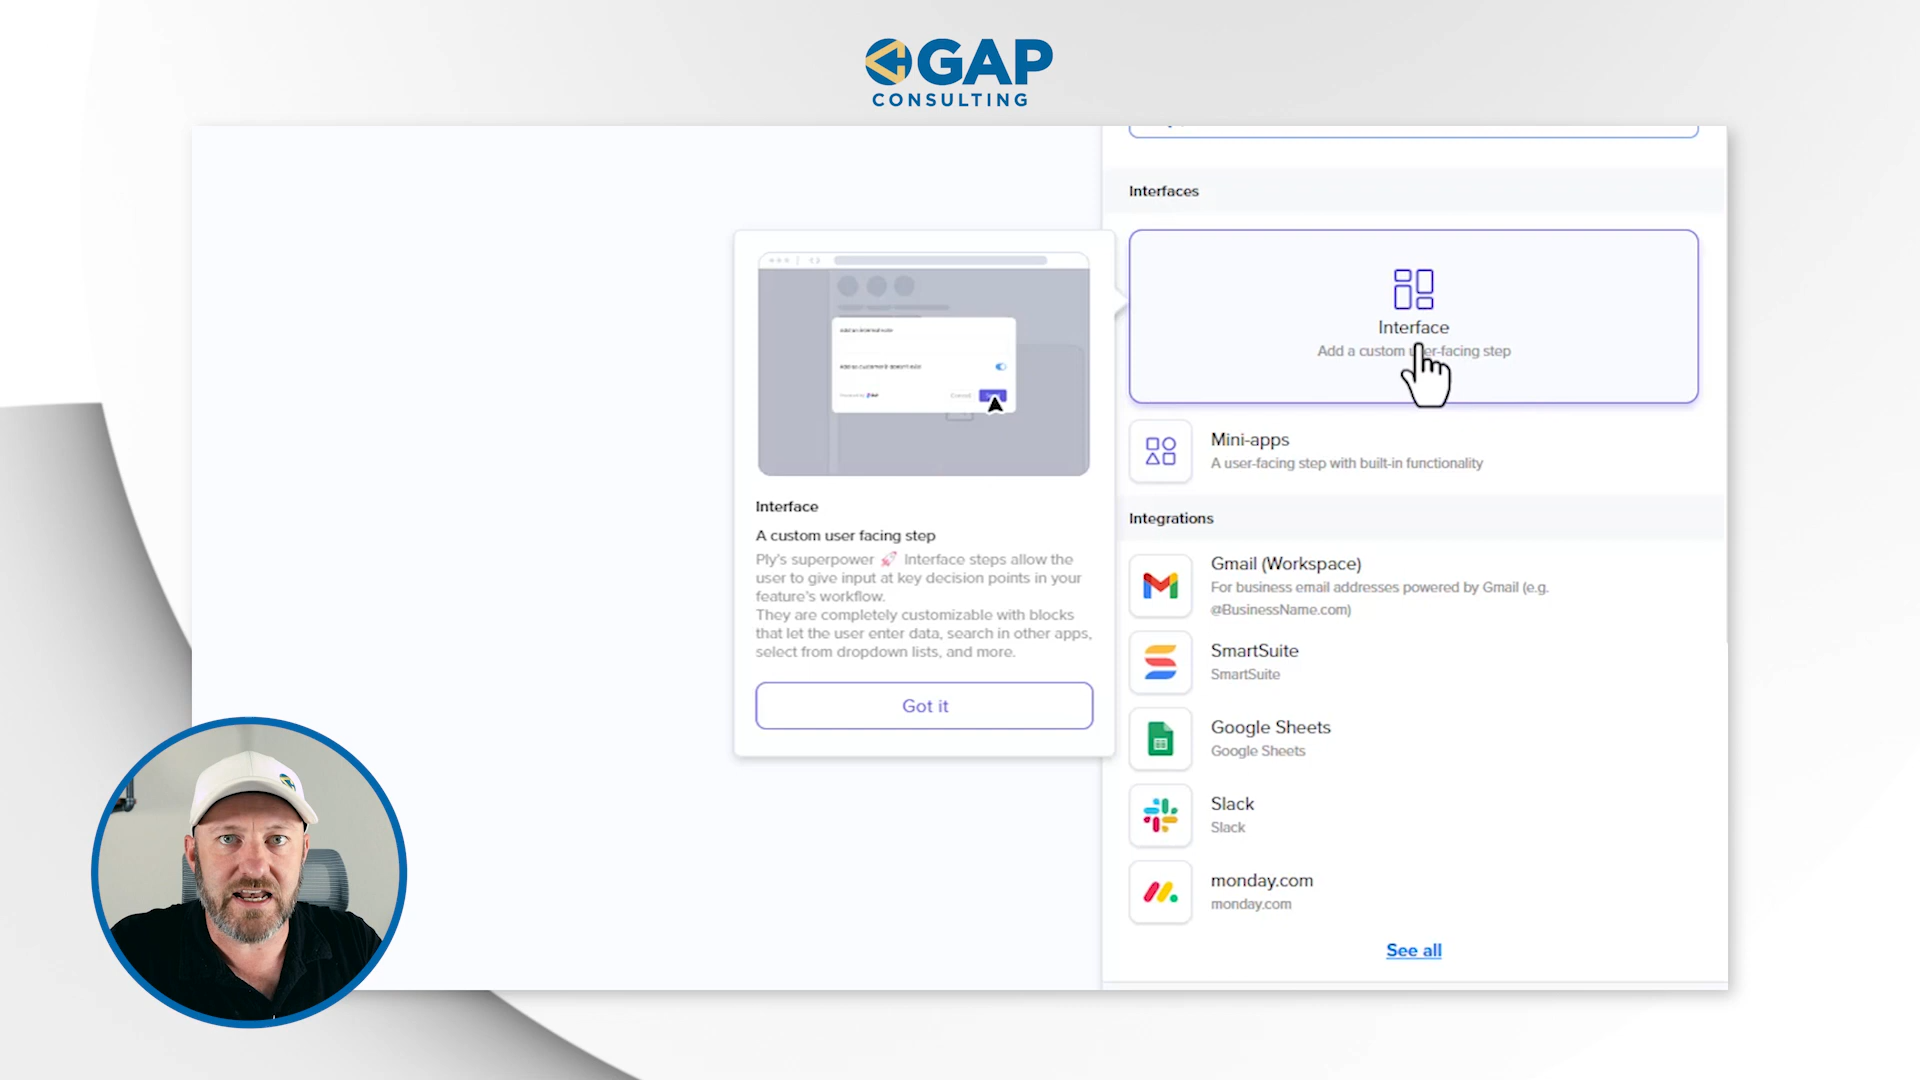 GAP
CONSULTING
Interfaces
Interface
Add a custom user-facing step
Mini-apps
A user-facing step with built-in functionality
Interface
A custom user facing step
Ply's superpower 🚀 Interface steps allow the
user to give input at key decision points in your
feature's workflow.
They are completely customizable with blocks
that let the user enter data, search in other apps,
select from dropdown lists, and more.
Got it
Integrations
Gmail (Workspace)
For business email addresses powered by Gmail (e.g.
@BusinessName.com)
SmartSuite
SmartSuite
Google Sheets
Google Sheets
Slack
Slack
monday.com
monday.com
See all